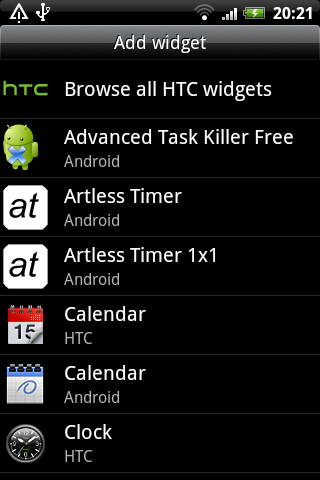 20:21
Add widget
hTC Browse all HTC widgets
Advanced Task Killer Free
Android
at Artless Timer
Android
at Artless Timer 1x1
Android
15 Calendar
HTC
Calendar
Android
Clock
HTC